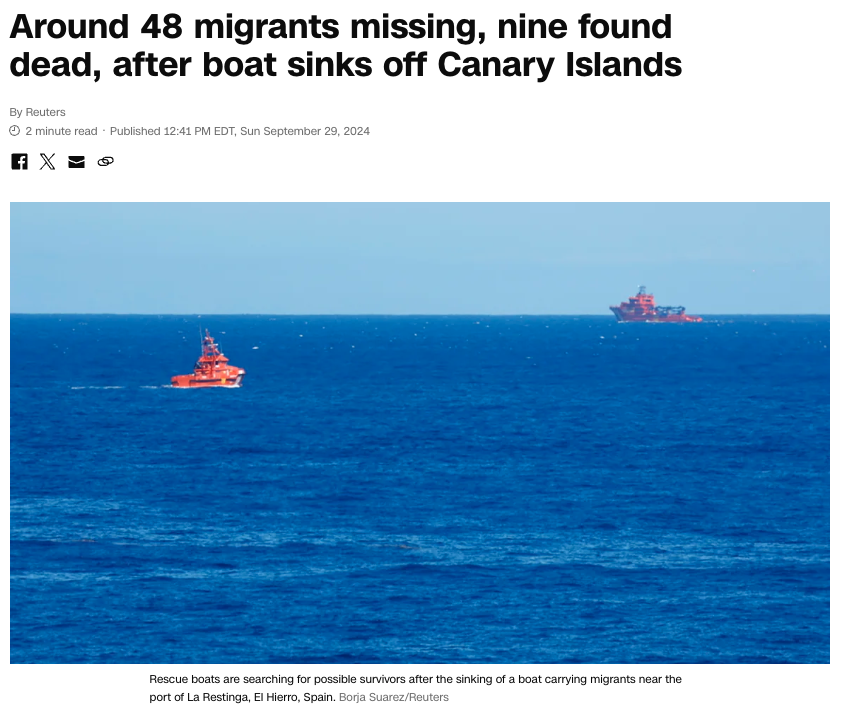 Around 48 migrants missing, nine found
dead, after boat sinks off Canary Islands
By Reuters
2 minute read · Published 12:41 PM EDT, Sun September 29, 2024
Rescue boats are searching for possible survivors after the sinking of a boat carrying migrants near the
port of La Restinga, El Hierro, Spain. Borja Suarez/Reuters